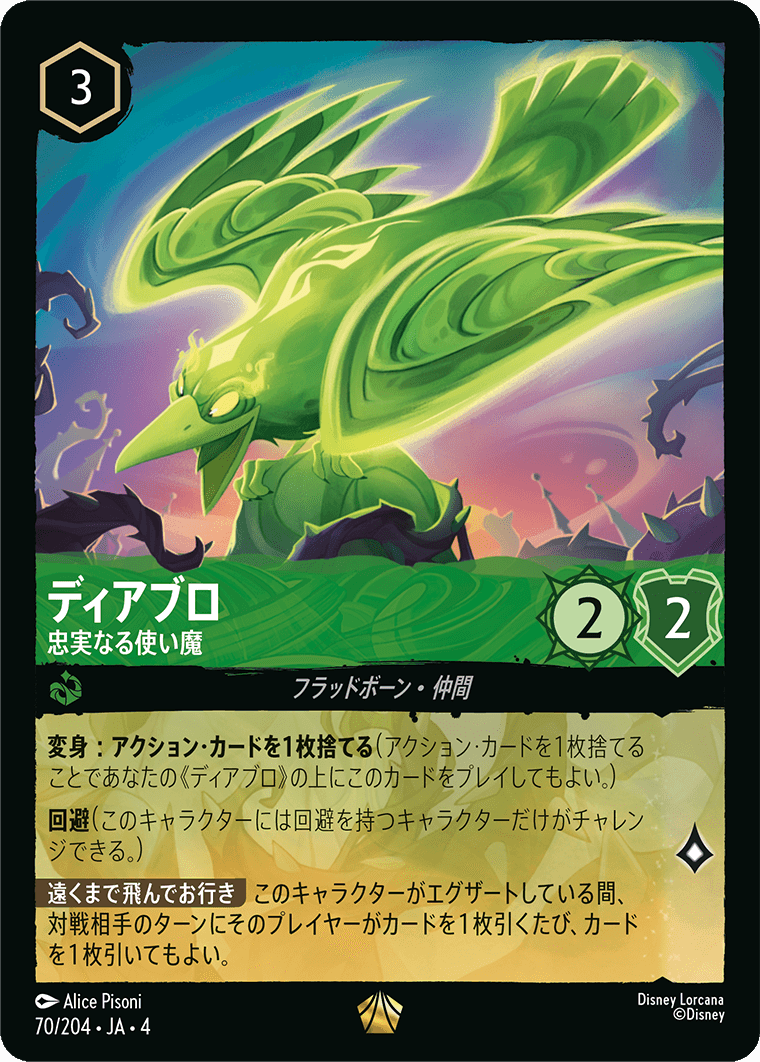 3
ディアブロ
忠実なる使い魔
2
2
フラッドボーン・仲間
変身：アクション・カードを1枚捨てる(アクション・カードを1枚捨てる
ことであなたの《ディアブロ》の上にこのカードをプレイしてもよい。)
回避(このキャラクターには回避を持つキャラクターだけがチャレン
ジできる。)
遠くまで飛んでお行き このキャラクターがエグザートしている間、
対戦相手のターンにそのプレイヤーがカードを1枚引くたび、カード
を1枚引いてもよい。
Alice Pisoni
70/204・JA・4
Disney Lorcana
©Disney